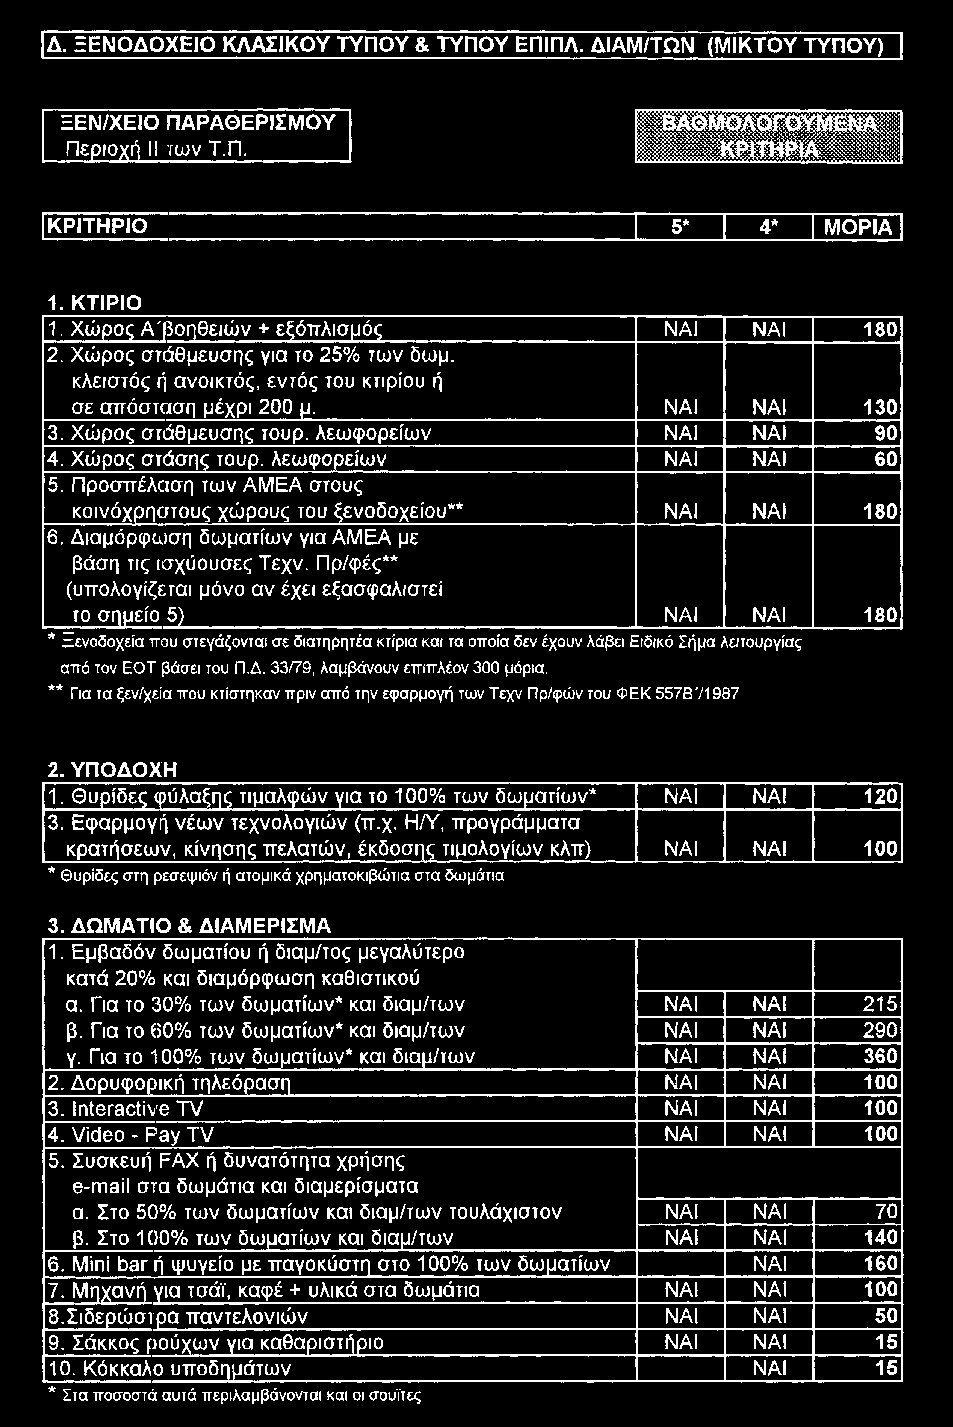 Δ. ΞΕΝΟΔΟΧΕΙΟ ΚΛΑΣΙΚΟΥ ΤΥΠΟΥ & ΤΥΠΟΥ ΕΠΙΠΛ. ΔΙΑΜ/ΤΩΝ (ΜΙΚΤΟΥ ΤΥΠΟΥ)
ΞΕΝ/ΧΕΙΟ ΠΑΡΑΘΕΡΙΣΜΟΥ
Περιοχή ΙΙ των Τ.Π.
ΒΑΘΜΟΛΟΓΟΥΜΕΝΑ
ΚΡΙΤΗΡΙΑ
ΚΡΙΤΗΡΙΟ 5* 4* ΜΟΡΙΑ
1. ΚΤΙΡΙΟ
1. Χώρος Α΄βοηθειών + εξόπλισμός ΝΑΙ ΝΑΙ 180
2. Χώρος στάθμευσης για το 25% των δωμ.
κλειστός ή ανοικτός, εντός του κτιρίου ή
σε απόσταση μέχρι 200 μ. ΝΑΙ ΝΑΙ 130
3. Χώρος στάθμευσης τουρ. λεωφορείων ΝΑΙ ΝΑΙ 90
4. Χώρος στάσης τουρ. λεωφορείων ΝΑΙ ΝΑΙ 60
5. Προσπέλαση των ΑΜΕΑ στους
κοινόχρηστους χώρους του ξενοδοχείου** ΝΑΙ ΝΑΙ 180
6. Διαμόρφωση δωματίων για ΑΜΕΑ με
βάση τις ισχύουσες Τεχν. Πρ/φές**
(υπολογίζεται μόνο αν έχει εξασφαλιστεί
το σημείο 5) ΝΑΙ ΝΑΙ 180
* Ξενοδοχεία που στεγάζονται σε διατηρητέα κτίρια και τα οποία δεν έχουν λάβει Ειδικό Σήμα λειτουργίας
από τον ΕΟΤ βάσει του Π.Δ. 33/79, λαμβάνουν επιπλέον 300 μόρια.
** Για τα ξεν/χεία που κτίστηκαν πριν από την εφαρμογή των Τεχν Πρ/φών του ΦΕΚ 557Β΄/1987
2. ΥΠΟΔΟΧΗ
1. Θυρίδες φύλαξης τιμαλφών για το 100% των δωματίων* ΝΑΙ ΝΑΙ 120
3. Εφαρμογή νέων τεχνολογιών (π.χ. Η/Υ, προγράμματα
κρατήσεων, κίνησης πελατών, έκδοσης τιμολογίων κλπ) ΝΑΙ ΝΑΙ 100
* Θυρίδες στη ρεσεψιόν ή ατομικά χρηματοκιβώτια στα δωμάτια
3. ΔΩΜΑΤΙΟ & ΔΙΑΜΕΡΙΣΜΑ
1. Εμβαδόν δωματίου ή διαμ/τος μεγαλύτερο
κατά 20% και διαμόρφωση καθιστικού
α. Για το 30% των δωματίων* και διαμ/των ΝΑΙ ΝΑΙ 215
β. Για το 60% των δωματίων* και διαμ/των ΝΑΙ ΝΑΙ 290
γ. Για το 100% των δωματίων* και διαμ/των ΝΑΙ ΝΑΙ 360
2. Δορυφορική τηλεόραση ΝΑΙ ΝΑΙ 100
3. Interactive TV ΝΑΙ ΝΑΙ 100
4. Video - Pay TV ΝΑΙ ΝΑΙ 100
5. Συσκευή FAX ή δυνατότητα χρήσης
e-mail στα δωμάτια και διαμερίσματα
α. Στο 50% των δωματίων και διαμ/των τουλάχιστον ΝΑΙ ΝΑΙ 70
β. Στο 100% των δωματίων και διαμ/των ΝΑΙ ΝΑΙ 140
6. Mini bar ή ψυγείο με παγοκύστη στο 100% των δωματίων ΝΑΙ 160
7. Μηχανή για τσάϊ, καφέ + υλικά στα δωμάτια ΝΑΙ ΝΑΙ 100
8.Σιδερώστρα παντελονιών ΝΑΙ ΝΑΙ 50
9. Σάκκος ρούχων για καθαριστήριο ΝΑΙ ΝΑΙ 15
10. Κόκκαλο υποδημάτων ΝΑΙ 15
* Στα ποσοστά αυτά περιλαμβάνονται και οι σουΐτες